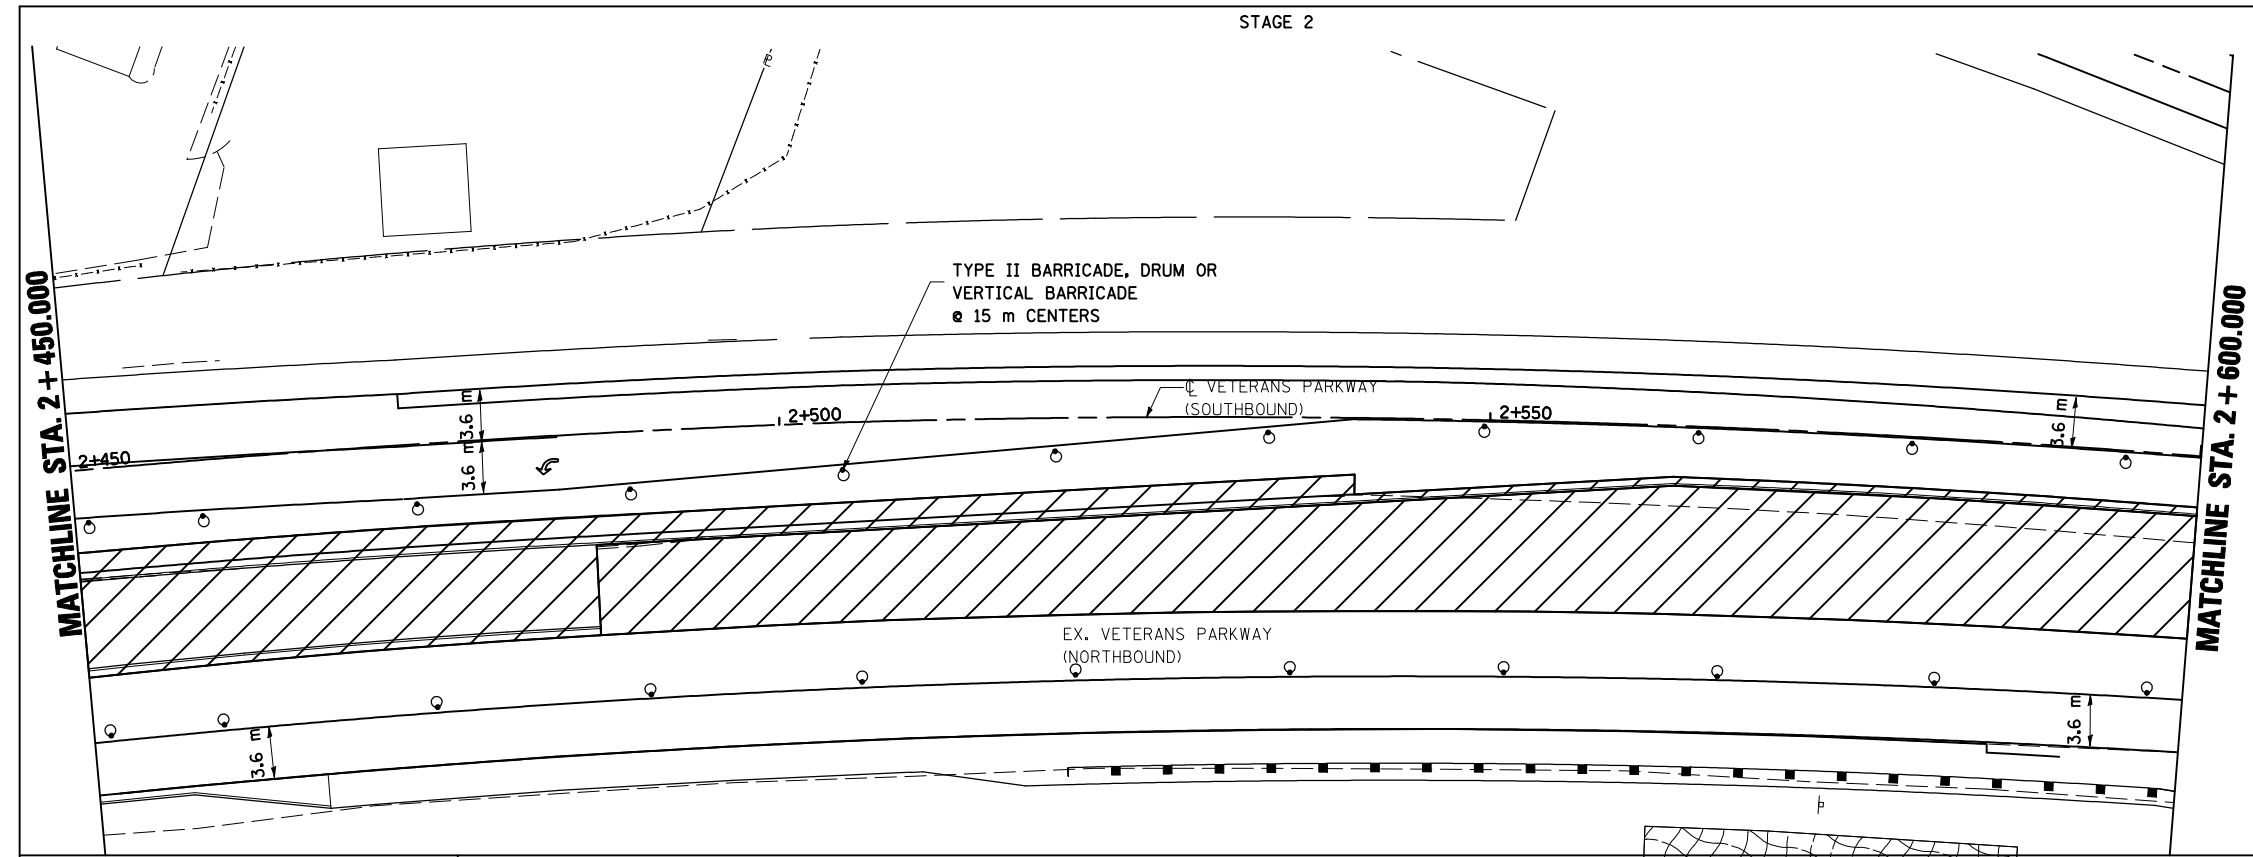 STAGE 2
TYPE II BARRICADE, DRUM OR
VERTICAL BARRICADE
@ 15 m CENTERS
MATCHLINE STA. 2+450.000
MATCHLINE STA. 2+600.000
℄ VETERANS PARKWAY
(SOUTHBOUND)
2+450
2+500
2+550
3.6 m
3.6 m
3.6 m
EX. VETERANS PARKWAY
(NORTHBOUND)
3.6 m
3.6 m